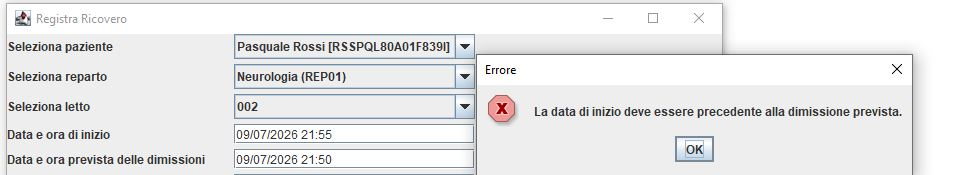 Registra Ricovero
Seleziona paziente Pasquale Rossi [RSSPQL80A01F839I]
Seleziona reparto Neurologia (REP01)
Seleziona letto 002
Data e ora di inizio 09/07/2026 21:55
Data e ora prevista delle dimissioni 09/07/2026 21:50
Errore
X
La data di inizio deve essere precedente alla dimissione prevista.
OK